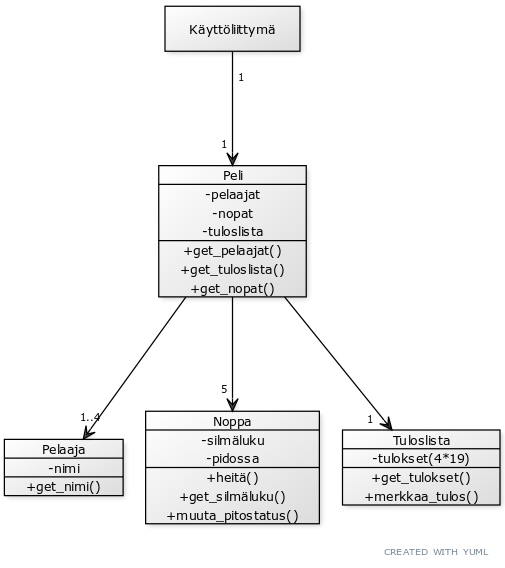 Käyttöliittymä
1
1
Peli
-pelaajat
-nopat
-tuloslista
+get_pelaajat()
+get_tuloslista()
+get_nopat()
1..4
5
1
Pelaaja
-nimi
+get_nimi()
Noppa
-silmäluku
-pidossa
+heitä()
+get_silmäluku()
+muuta_pitostatus()
Tuloslista
-tulokset(4*19)
+get_tulokset()
+merkkaa_tulos()
CREATED WITH YUML